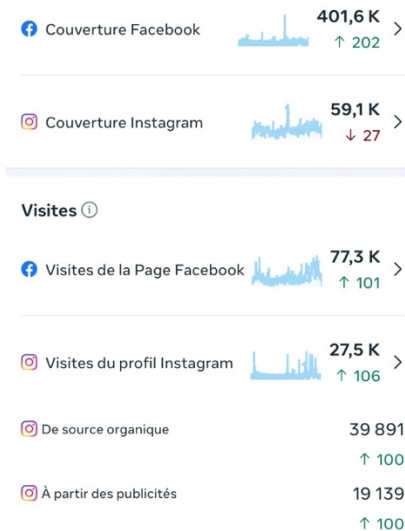 Couverture Facebook 401,6 K
↑ 202
Couverture Instagram 59,1 K
↓ 27
Visites
Visites de la Page Facebook 77,3 K
↑ 101
Visites du profil Instagram 27,5 K
↑ 106
De source organique 39 891
↑ 100
À partir des publicités 19 139
↑ 100